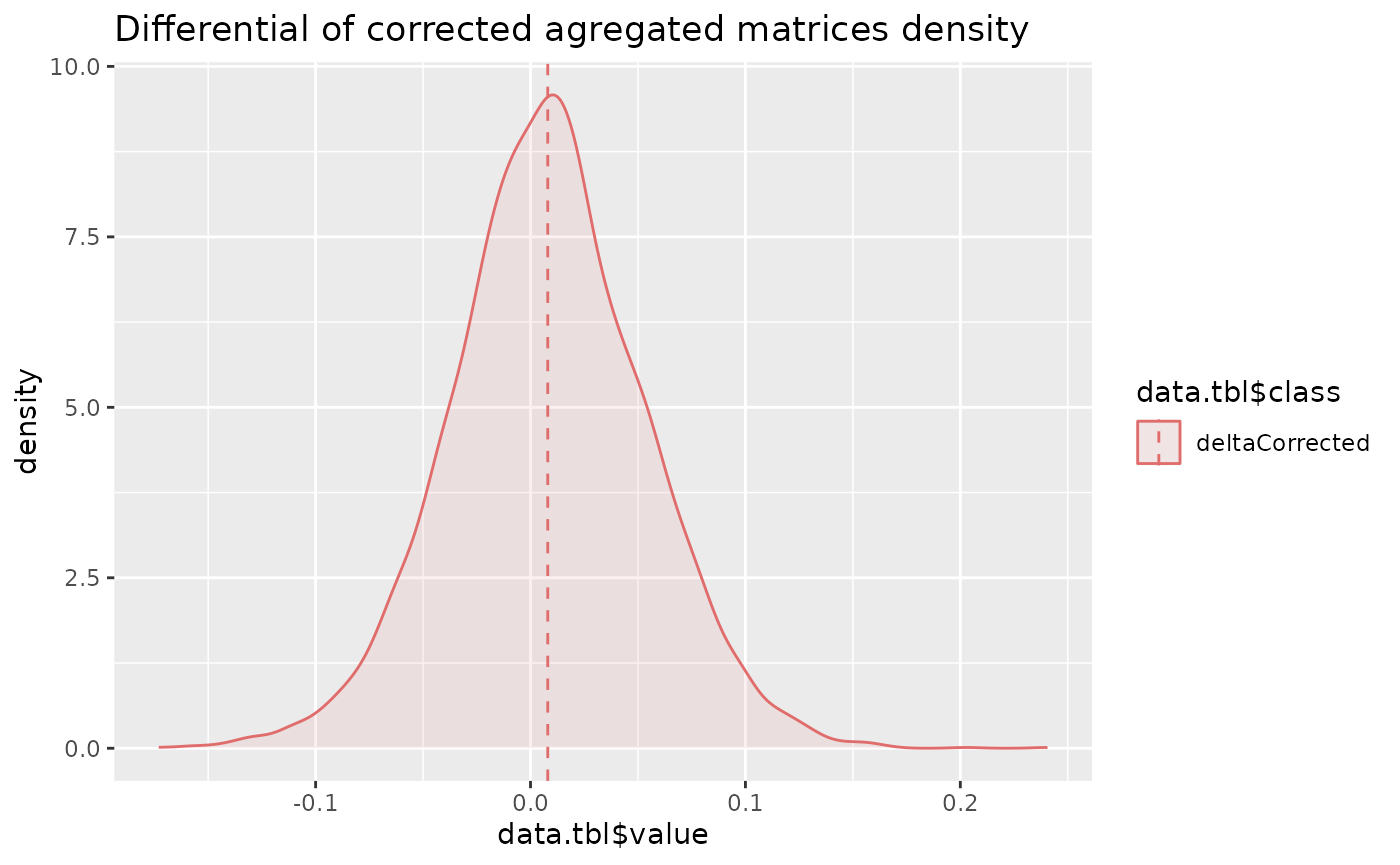 Differential of corrected agregated matrices density
10.0
7.5
5.0
2.5
0.0
density
-0.1
0.0
0.1
0.2
data.tbl$value
data.tbl$class
deltaCorrected